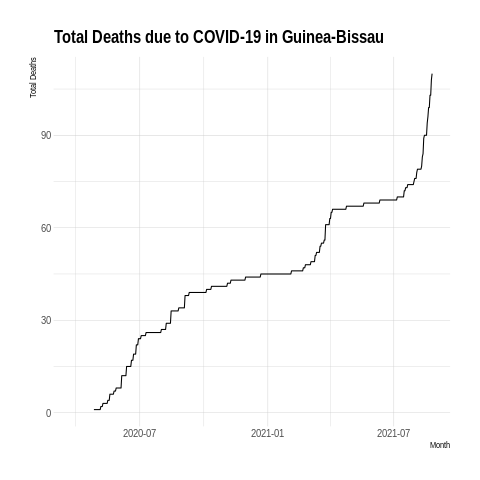 Total Deaths due to COVID-19 in Guinea-Bissau
Total Deaths
90
60
30
0
2020-07
2021-01
2021-07
Month